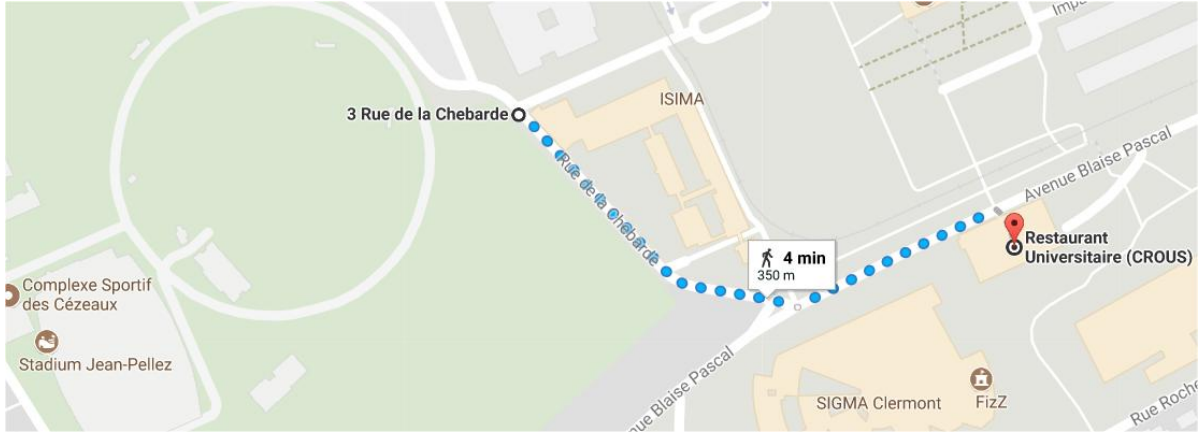 Impa
ISIMA
3 Rue de la Chebarde
Rue de la Chebarde
Avenue Blaise Pascal
Restaurant
Universitaire (CROUS)
4 min
350 m
Complexe Sportif
des Cézeaux
Stadium Jean-Pellez
nue Blaise Pascal
SIGMA Clermont
FizZ
Rue Roche